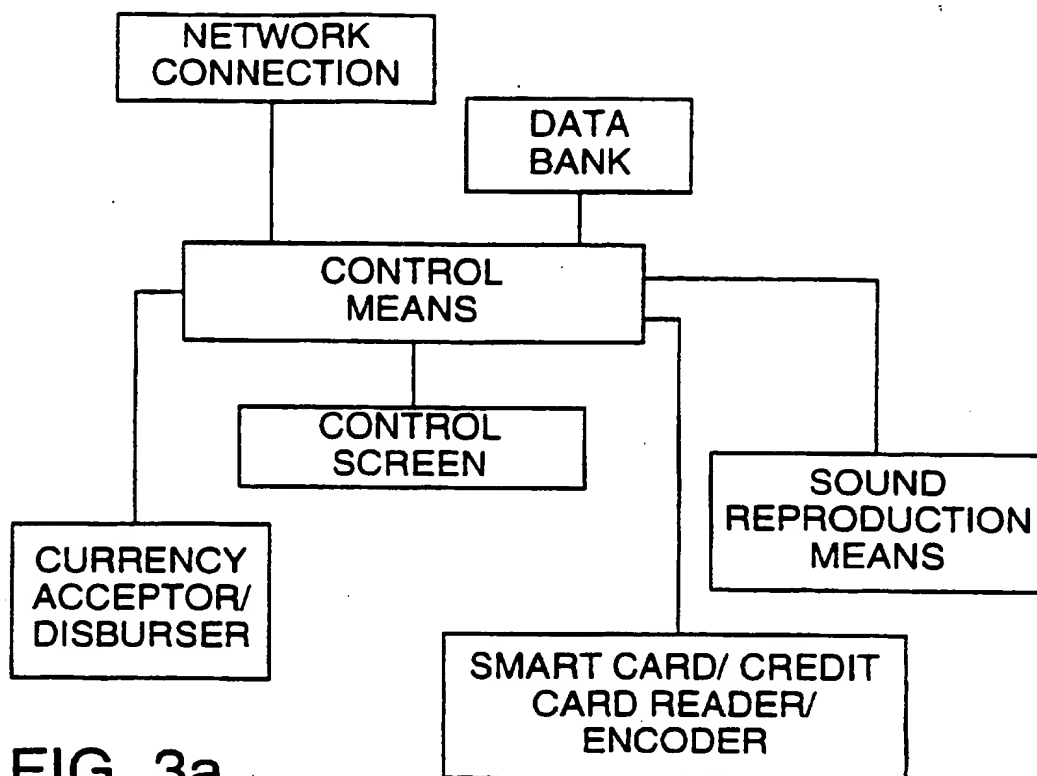 NETWORK
CONNECTION
DATA
BANK
CONTROL
MEANS
CONTROL
SCREEN
SOUND
REPRODUCTION
MEANS
CURRENCY
ACCEPTOR/
DISBURSER
SMART CARD/ CREDIT
CARD READER/
ENCODER
FIG. 3a